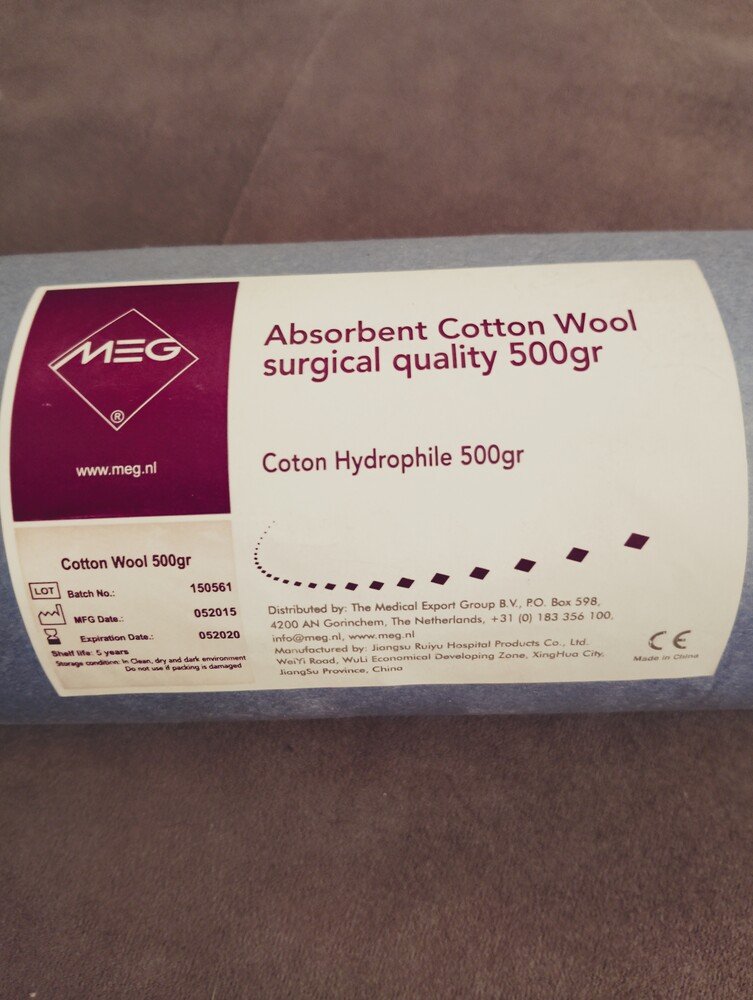 MEG
®
www.meg.nl
Absorbent Cotton Wool
surgical quality 500gr
Coton Hydrophile 500gr
Cotton Wool 500gr
LOT Batch No.: 150561
MFG Date.: 052015
Expiration Date.: 052020
Shelf life: 5 years
Storage condition: In Clean, dry and dark environment
Do not use if packing is damaged
Distributed by: The Medical Export Group B.V., P.O. Box 598,
4200 AN Gorinchem, The Netherlands, +31 (0) 183 356 100,
info@meg.nl, www.meg.nl
Manufactured by: Jiangsu Ruiyu Hospital Products Co., Ltd.
WeiYi Road, WuLi Economical Developing Zone, XingHua City,
JiangSu Province, China
CE
Made in China